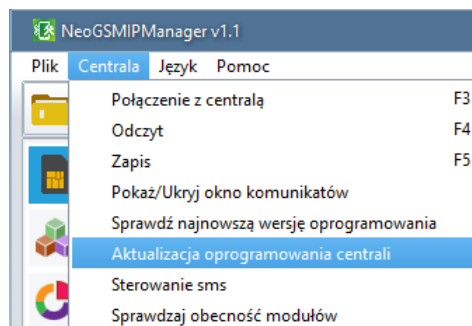 NeoGSMIPManager v1.1
Plik Centrala Język Pomoc
Połączenie z centralą F3
Odczyt F4
Zapis F5
Pokaż/Ukryj okno komunikatów
Sprawdź najnowszą wersję oprogramowania
Aktualizacja oprogramowania centrali
Sterowanie sms
Sprawdzaj obecność modułów